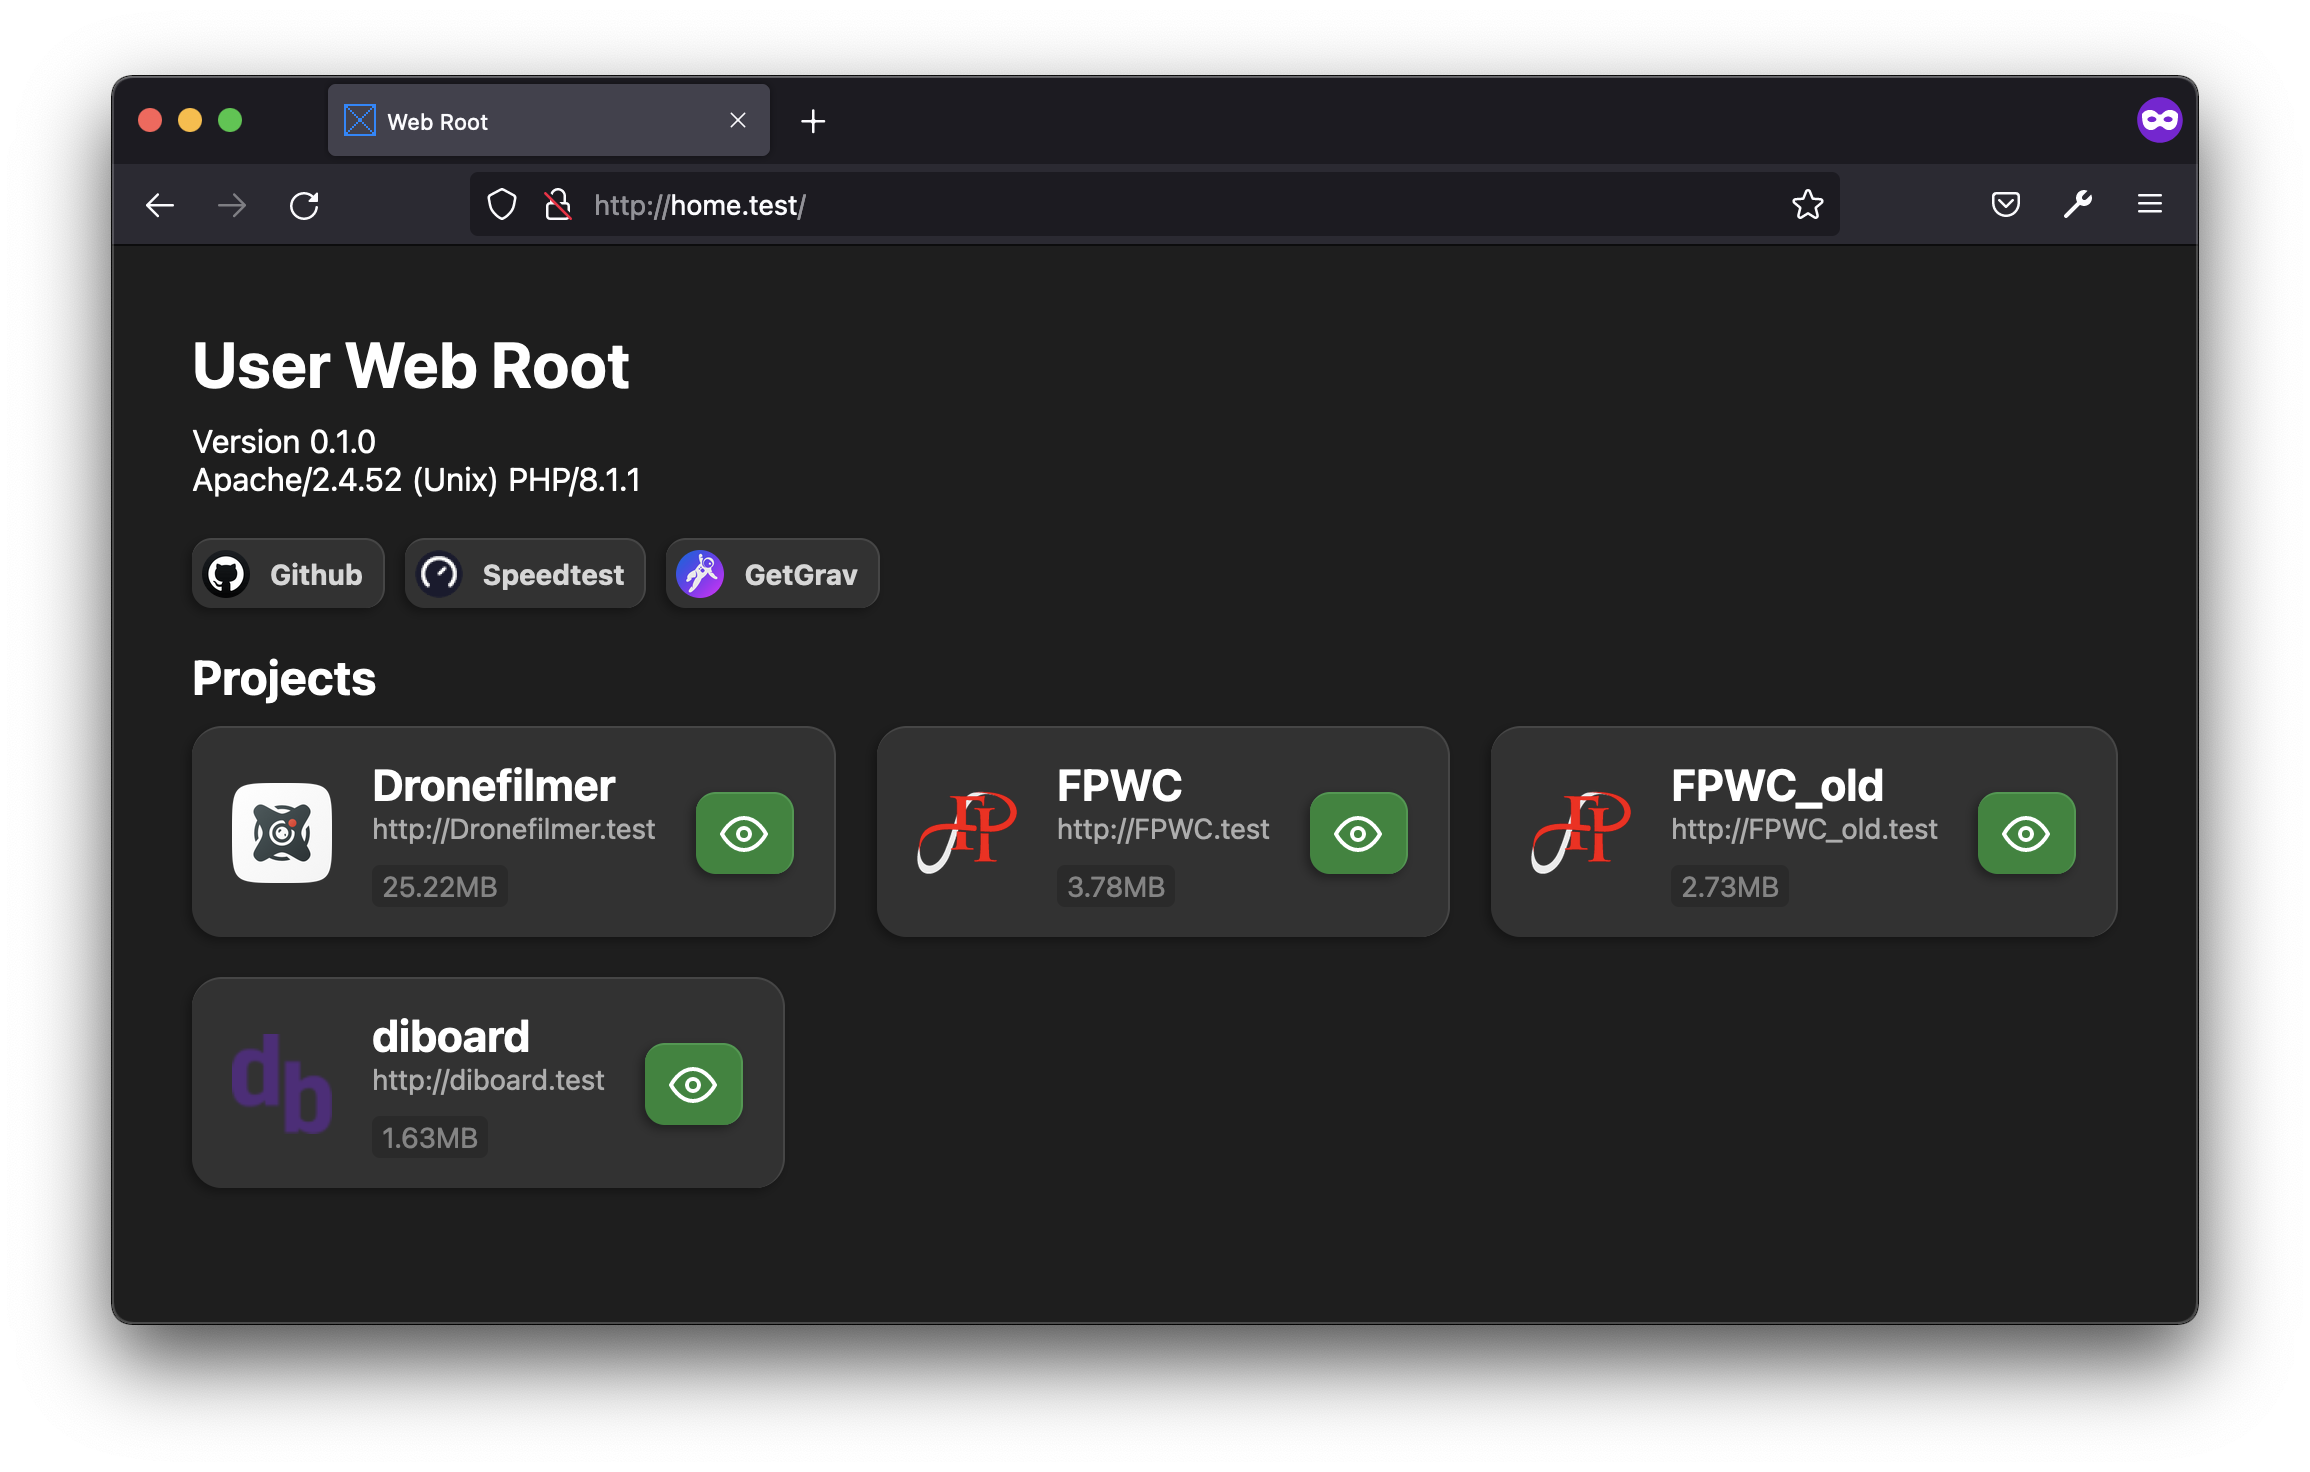 Web Root
http://home.test/
User Web Root
Version 0.1.0
Apache/2.4.52 (Unix) PHP/8.1.1
Github Speedtest GetGrav
Projects
Dronefilmer
http://Dronefilmer.test
25.22MB
FPWC
http://FPWC.test
3.78MB
FPWC_old
http://FPWC_old.test
2.73MB
db
diboard
http://diboard.test
1.63MB